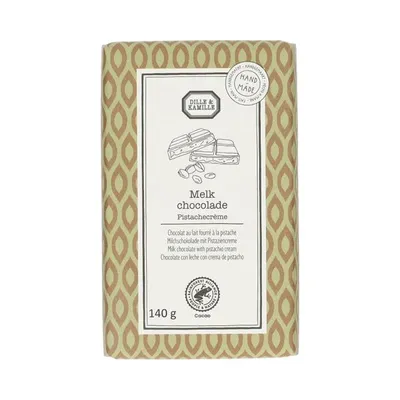 DILLE &
KAMILLE
HAND
MADE
Melk
chocolade
Pistachecrème
Chocolat au lait fourré à la pistache
Milchschokolade mit Pistaziencreme
Milk chocolate with pistachio cream
Chocolate con leche con crema de pistacho
140 g
Cacao